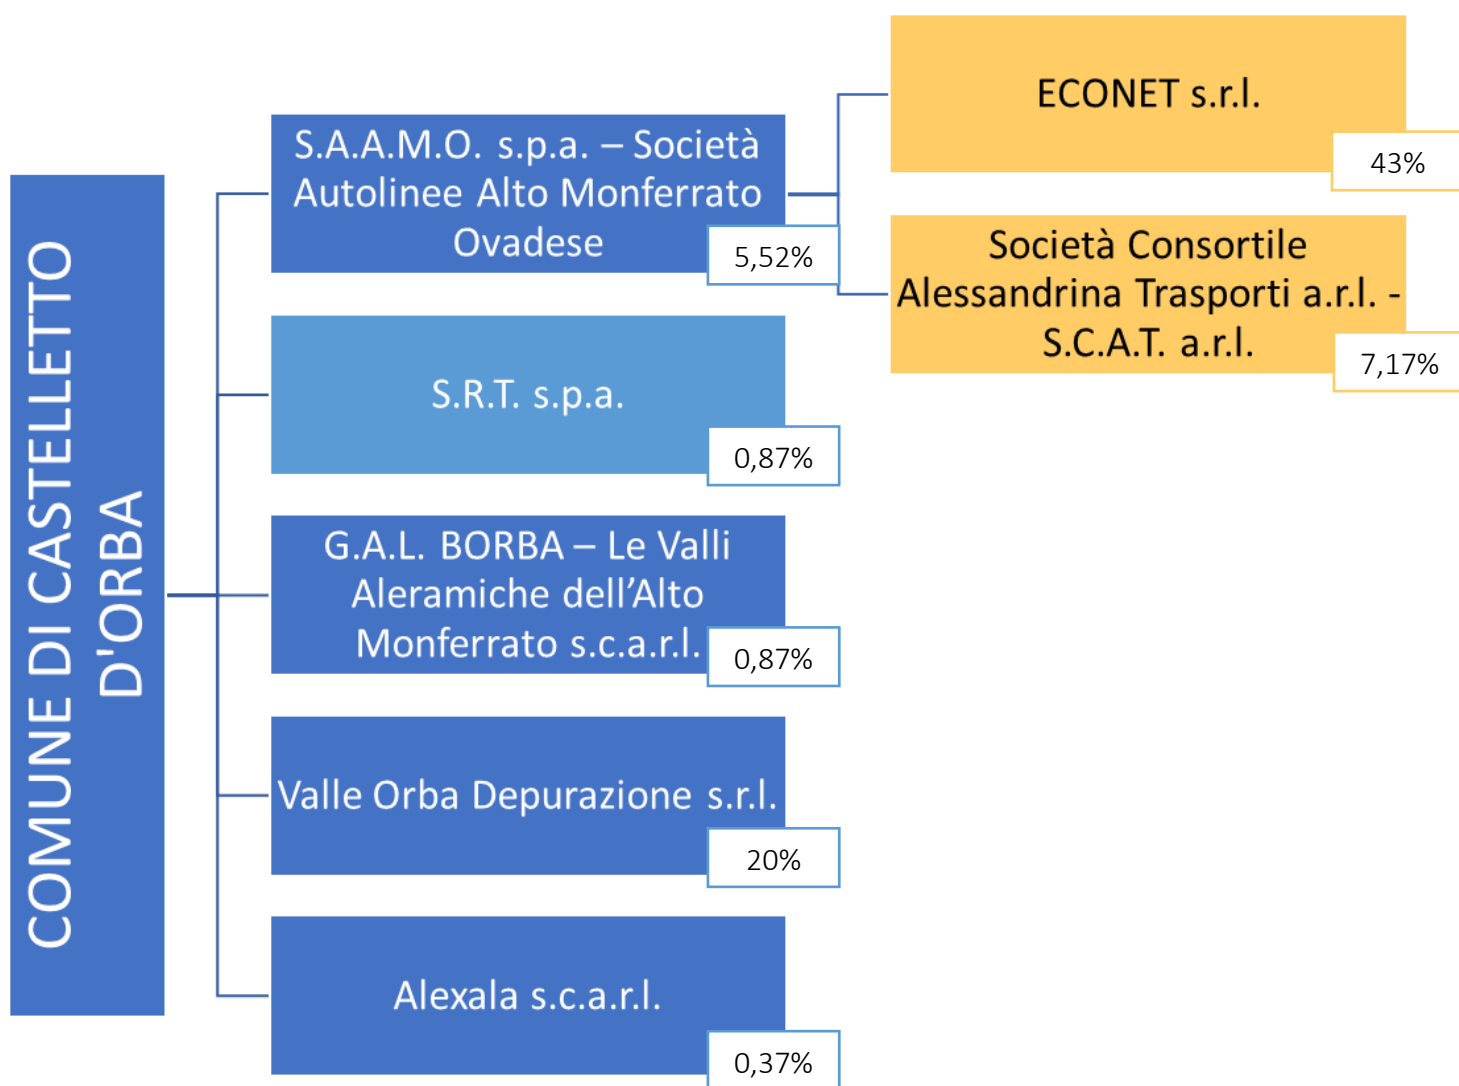 COMUNE DI CASTELLETTO
D'ORBA
S.A.A.M.O. s.p.a. – Società
Autolinee Alto Monferrato
Ovadese
5,52%
ECONET s.r.l.
43%
Società Consortile
Alessandrina Trasporti a.r.l. -
S.C.A.T. a.r.l.
7,17%
S.R.T. s.p.a.
0,87%
G.A.L. BORBA – Le Valli
Aleramiche dell’Alto
Monferrato s.c.a.r.l.
0,87%
Valle Orba Depurazione s.r.l.
20%
Alexala s.c.a.r.l.
0,37%